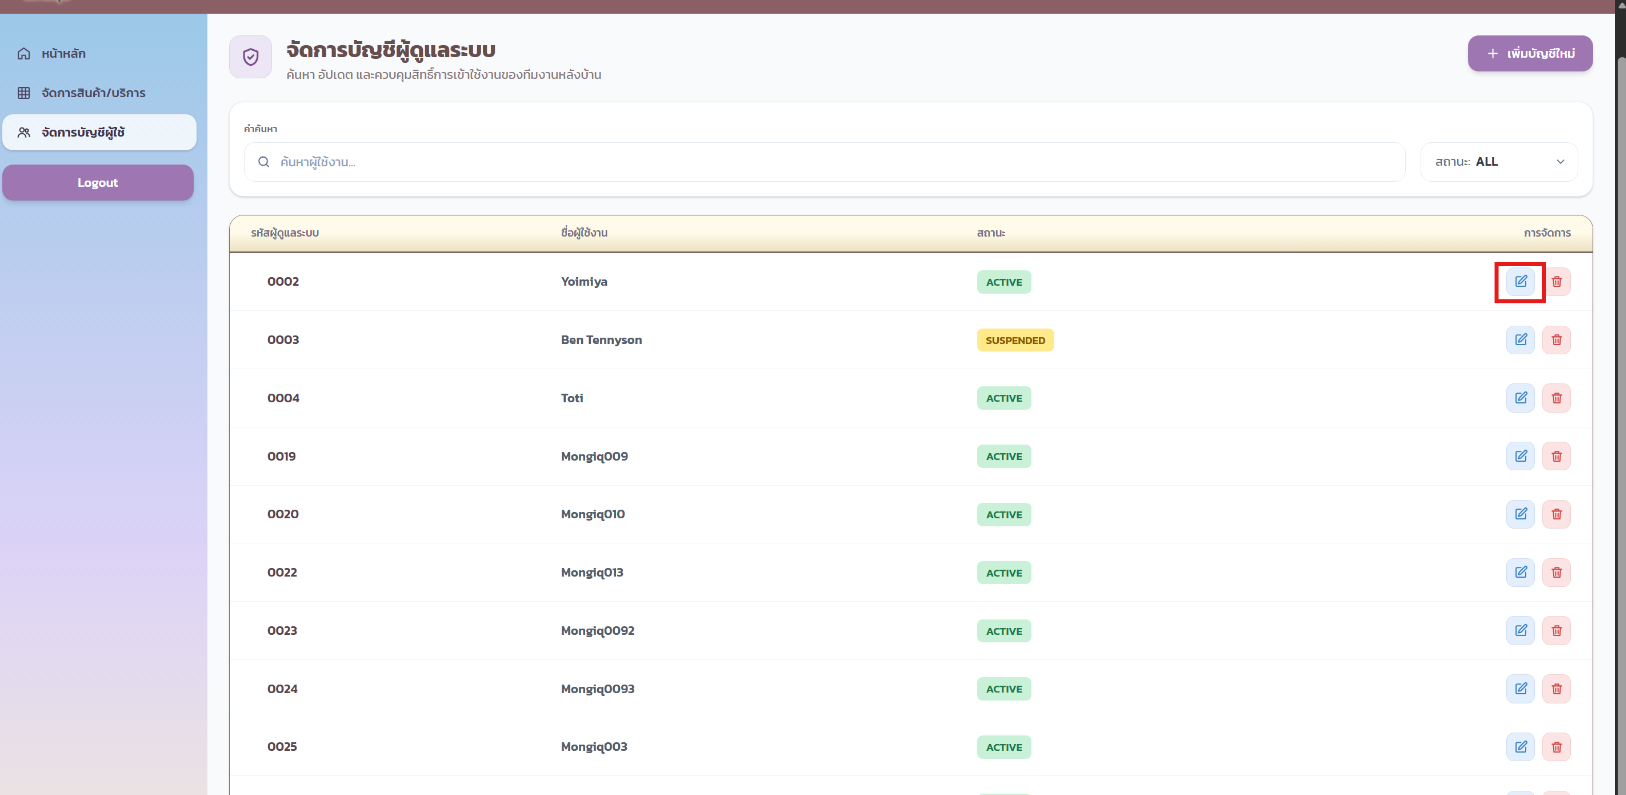 หน้าหลัก
จัดการสินค้า/บริการ
จัดการบัญชีผู้ใช้
Logout
จัดการบัญชีผู้ดูแลระบบ
ค้นหา อัปเดต และควบคุมสิทธิ์การเข้าใช้งานของทีมงานหลังบ้าน
+ เพิ่มบัญชีใหม่
คำค้นหา
ค้นหาผู้ใช้งาน...
สถานะ: ALL
รหัสผู้ดูแลระบบ ชื่อผู้ใช้งาน สถานะ การจัดการ
0002 Yoimiya ACTIVE
0003 Ben Tennyson SUSPENDED
0004 Toti ACTIVE
0019 Mongiq009 ACTIVE
0020 Mongiq010 ACTIVE
0022 Mongiq013 ACTIVE
0023 Mongiq0092 ACTIVE
0024 Mongiq0093 ACTIVE
0025 Mongiq003 ACTIVE